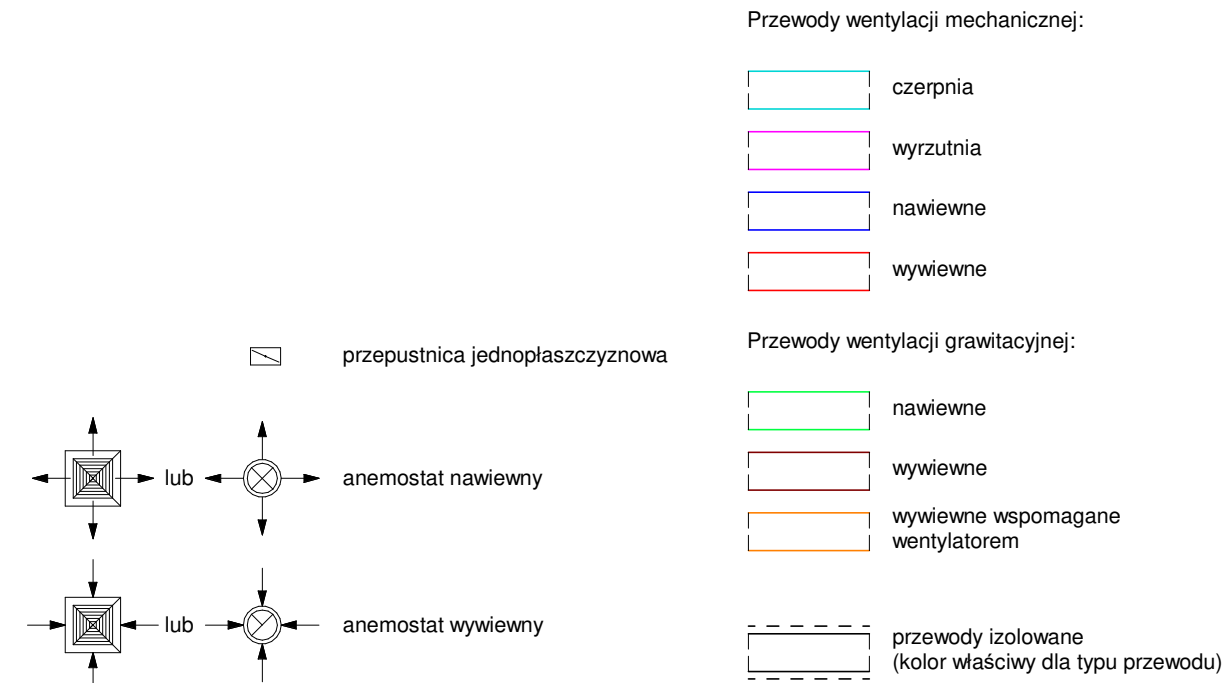 Przewody wentylacji mechanicznej:
czerpnia
wyrzutnia
nawiewne
wywiewne
Przewody wentylacji grawitacyjnej:
nawiewne
wywiewne
wywiewne wspomagane
wentylatorem
przewody izolowane
(kolor właściwy dla typu przewodu)
przepustnica jednopłaszczyznowa
lub anemostat nawiewny
lub anemostat wywiewny